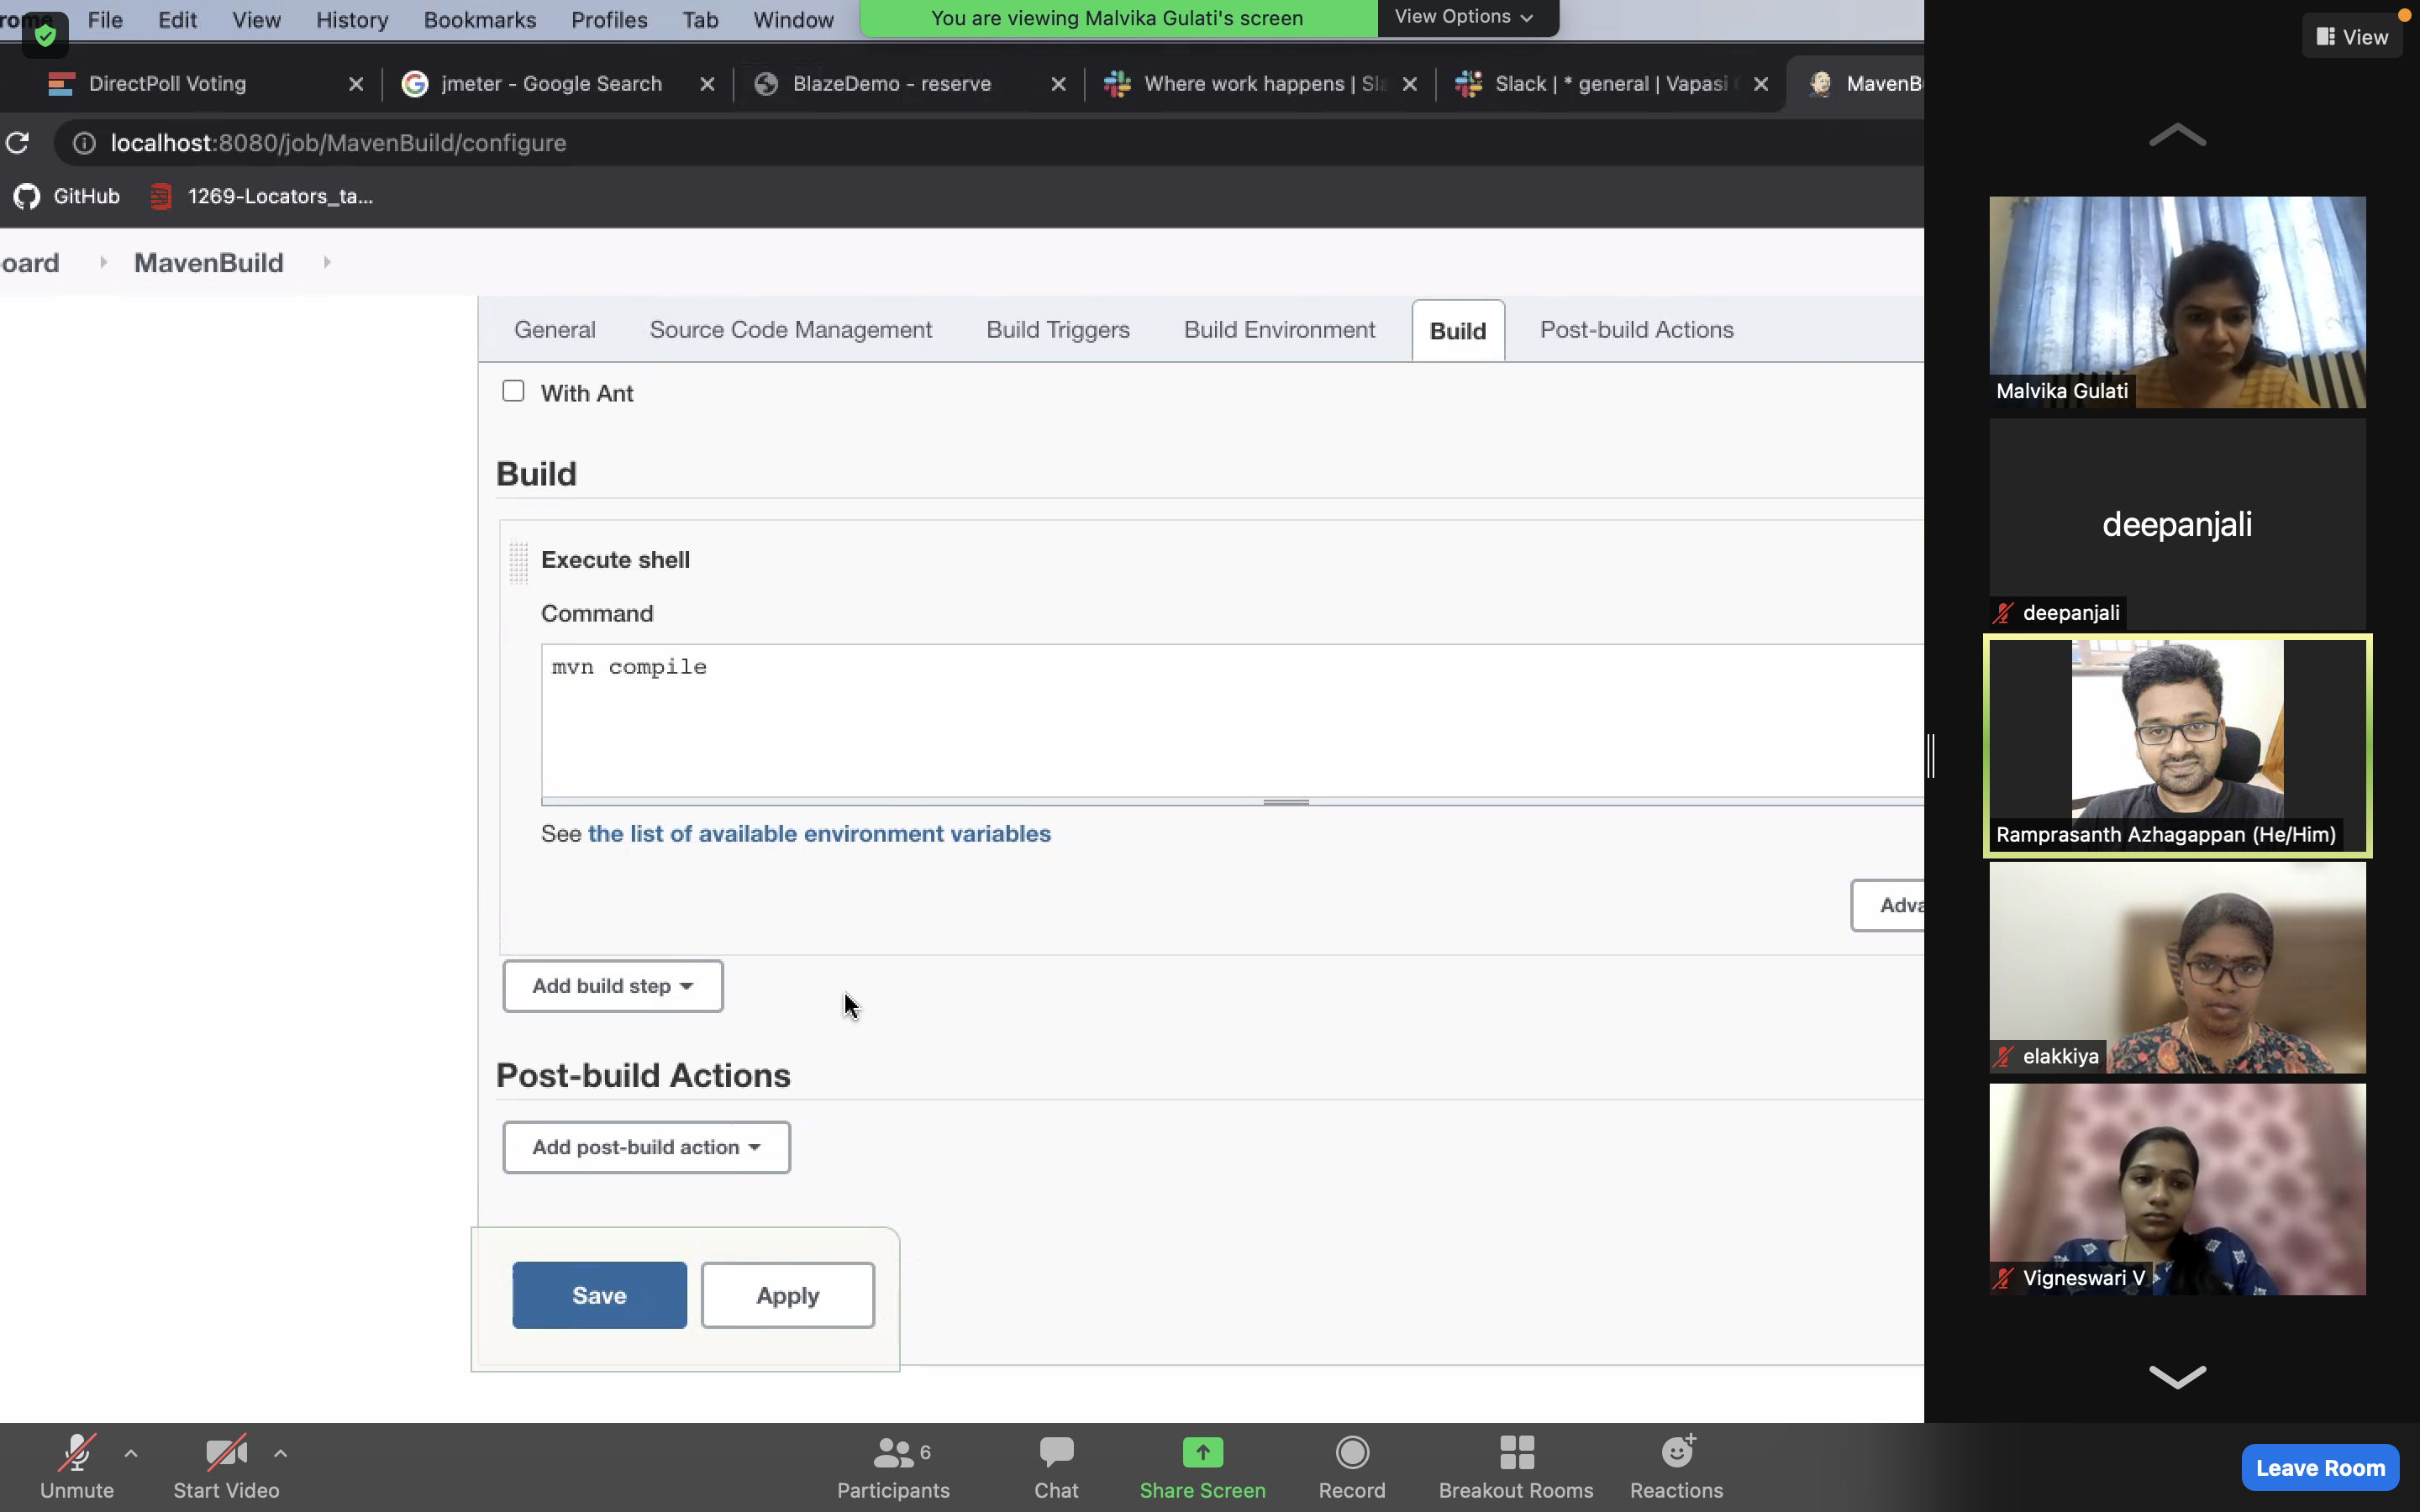 File Edit View History Bookmarks Profiles Tab Window
You are viewing Malvika Gulati's screen View Options
View
DirectPoll Voting jmeter - Google Search BlazeDemo - reserve Where work happens | Sl Slack | * general | Vapasi MavenB
localhost:8080/job/MavenBuild/configure
GitHub 1269-Locators_ta...
oard MavenBuild
General Source Code Management Build Triggers Build Environment Build Post-build Actions
With Ant
Build
Execute shell
Command
mvn compile
See the list of available environment variables
Adva
Add build step
Post-build Actions
Add post-build action
Save Apply
Malvika Gulati
deepanjali
deepanjali
Ramprasanth Azhagappan (He/Him)
elakkiya
Vigneswari V
Unmute Start Video Participants 6 Chat Share Screen Record Breakout Rooms Reactions Leave Room